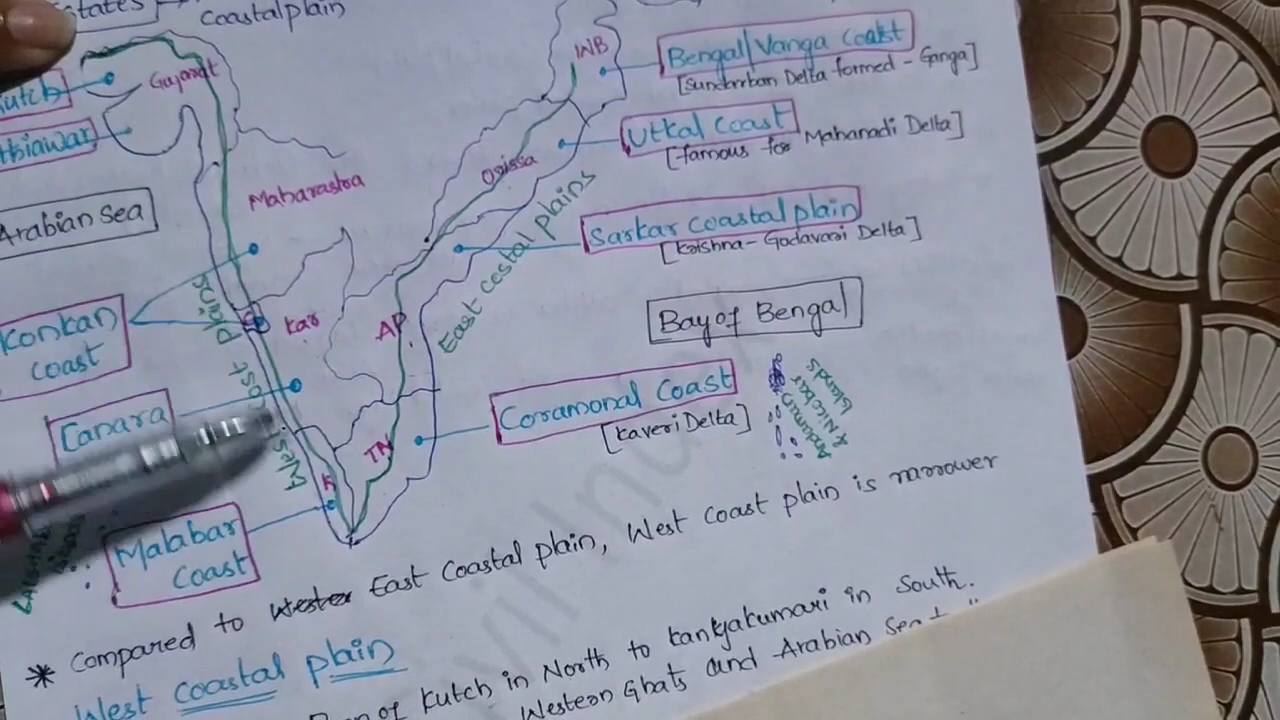 states
Coastal plain
WB
Bengal/Vanga Coast
[Sundarban Delta formed - Ganga]
Gujarat
Kutch
Utkal Coast
[famous for Mahanadi Delta]
thiawar
Orissa
Maharastra
Arabian Sea
Sarkar coastal plain
[Krishna-Godavari Delta]
East costal plains
Konkan
coast
plains
G
Kar
AP
Bay of Bengal
Coramonal Coast
[Kaveri Delta]
Andaman
& Nicobar
Islands
Canara
West
TN
K
Malabar
Coast
* Compared to East Coastal plain, West Coast plain is narrower
West coastal plain
of Kutch in North to Kanyakumari in South.
Western Ghats and Arabian Sea